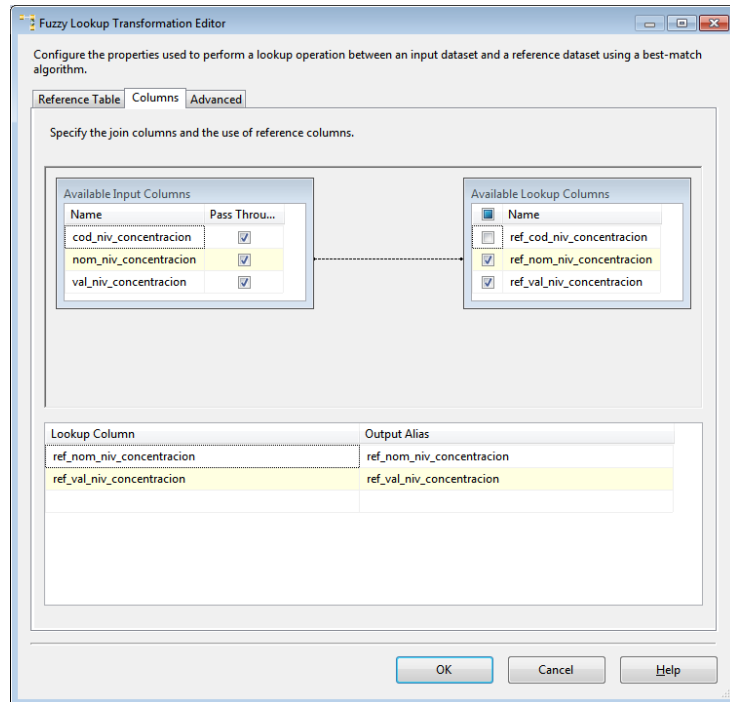 Fuzzy Lookup Transformation Editor
Configure the properties used to perform a lookup operation between an input dataset and a reference dataset using a best-match
algorithm.
Reference Table Columns Advanced
Specify the join columns and the use of reference columns.
Available Input Columns
Name Pass Throu...
cod_niv_concentracion
nom_niv_concentracion
val_niv_concentracion
Available Lookup Columns
Name
ref_cod_niv_concentracion
ref_nom_niv_concentracion
ref_val_niv_concentracion
Lookup Column Output Alias
ref_nom_niv_concentracion ref_nom_niv_concentracion
ref_val_niv_concentracion ref_val_niv_concentracion
OK Cancel Help